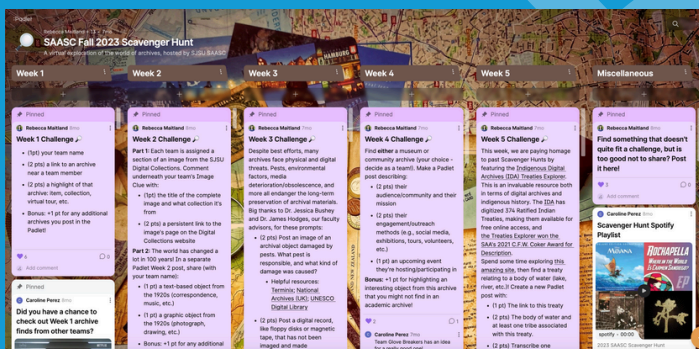 Padlet
Rebecca Maitland
SAASC Fall 2023 Scavenger Hunt
A virtual exploration of the world of archives, hosted by SJSU SAASC
HAMBURG
Week 1
Pinned
Rebecca Maitland 8mo
Week 1 Challenge
(1pt) your team name
(2 pts) a link to an archive
near a team member
(2 pts) a highlight of that
archive: item, collection,
virtual tour, etc.
Bonus: +1 pt for any additional
archives you post in the
Padlet!
4
0
Add comment
Pinned
Caroline Perez 8mo
Did you have a chance to
check out Week 1 archive
finds from other teams?
Week 2
Pinned
Rebecca Maitland 8mo
Week 2 Challenge
Part 1: Each team is assigned a
section of an image from the SJSU
Digital Collections. Comment
underneath your team's Image
Clue with:
(1pt) the title of the complete
image and what collection it's
from
(2 pts) a persistent link to the
image's page on the Digital
Collections website
Part 2: The world has changed a
lot in 100 years! In a separate
Padlet Week 2 post, share (with
your team name):
(1 pt) a text-based object from
the 1920s (correspondence,
music, etc.)
(1 pt) a graphic object from
the 1920s (photograph,
drawing, etc.)
Bonus: +1 pt for any additional
Week 3
Pinned
Rebecca Maitland 8mo
Week 3 Challenge
Despite best efforts, many
archives face physical and digital
threats. Pests, environmental
factors, media
deterioration/obsolescence, and
more all endanger the long-term
preservation of archival materials.
Big thanks to Dr. Jessica Bushey
and Dr. James Hodges, our faculty
advisors, for these prompts:
(2 pts) Post an image of an
archival object damaged by
pests. What pest is
responsible, and what kind of
damage was caused?
Helpful resources:
Terminix; National
Archives (UK); UNESCO
Digital Library
(2 pts) Post a digital record,
like floppy disks or magnetic
tape, that has not been
imaged and made
Week 4
Pinned
Rebecca Maitland 7mo
Week 4 Challenge
Find either a museum or
community archive (your choice -
decide as a team!). Make a Padlet
post describing:
(2 pts) their
audience/community and their
mission
(2 pts) their
engagement/outreach
methods (e.g., social media,
exhibitions, tours, volunteers,
etc.)
(1 pt) an upcoming event
they're hosting/participating in
Bonus: +1 pt for highlighting an
interesting object from this archive
that you might not find in an
academic archive!
2
1
Caroline Perez 7mo
Team Glove Breakers has an idea
Week 5
Pinned
Rebecca Maitland 7mo
Week 5 Challenge
This week, we are paying homage
to past Scavenger Hunts by
featuring the Indigenous Digital
Archives (IDA) Treaties Explorer.
This is an invaluable resource both
in terms of digital archives and
indigenous history. The IDA has
digitized 374 Ratified Indian
Treaties, making them available for
free online access, and
the Treaties Explorer won the
SAA's 2021 C.F.W. Coker Award for
Description.
Spend some time exploring this
amazing site, then find a treaty
relating to a body of water (lake,
river, etc.)! Create a new Padlet
post with:
(1 pt) The link to this treaty
(2 pts) The body of water and
at least one tribe associated
with this treaty.
(2 pts) Transcribe one
Miscellaneous
Pinned
Rebecca Maitland 8mo
Find something that doesn't
quite fit a challenge, but is
too good not to share? Post
it here!
3
0
Add comment
Caroline Perez 8mo
Scavenger Hunt Spotify
Playlist
MOANA
ROCKAPELLA
spotify • 00:00
2023 SAASC Scavenger Hunt